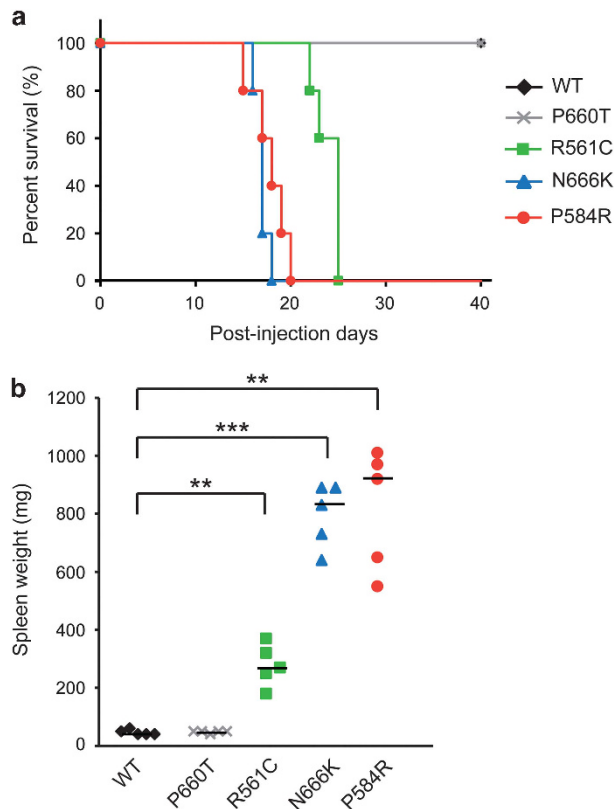 a
Percent survival (%)
100
80
60
40
20
0
0 10 20 30 40
Post-injection days
WT
P660T
R561C
N666K
P584R
b
Spleen weight (mg)
1200
1000
800
600
400
200
0
**
***
**
WT P660T R561C N666K P584R